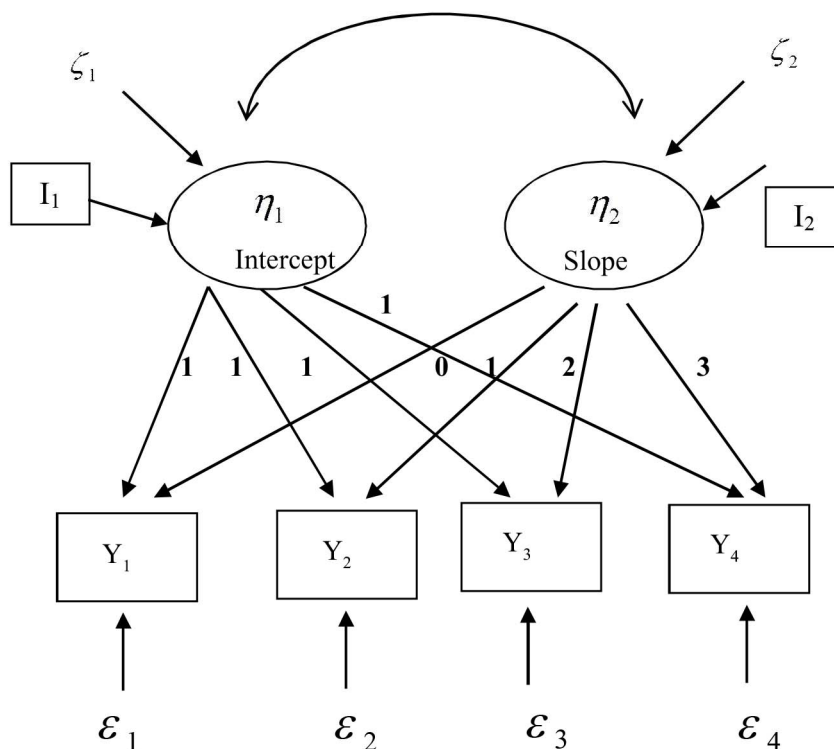 ζ₁
ζ₂
I₁
η₁
Intercept
η₂
Slope
I₂
1
1 1 1 0 1 2 3
Y₁ Y₂ Y₃ Y₄
ε₁ ε₂ ε₃ ε₄